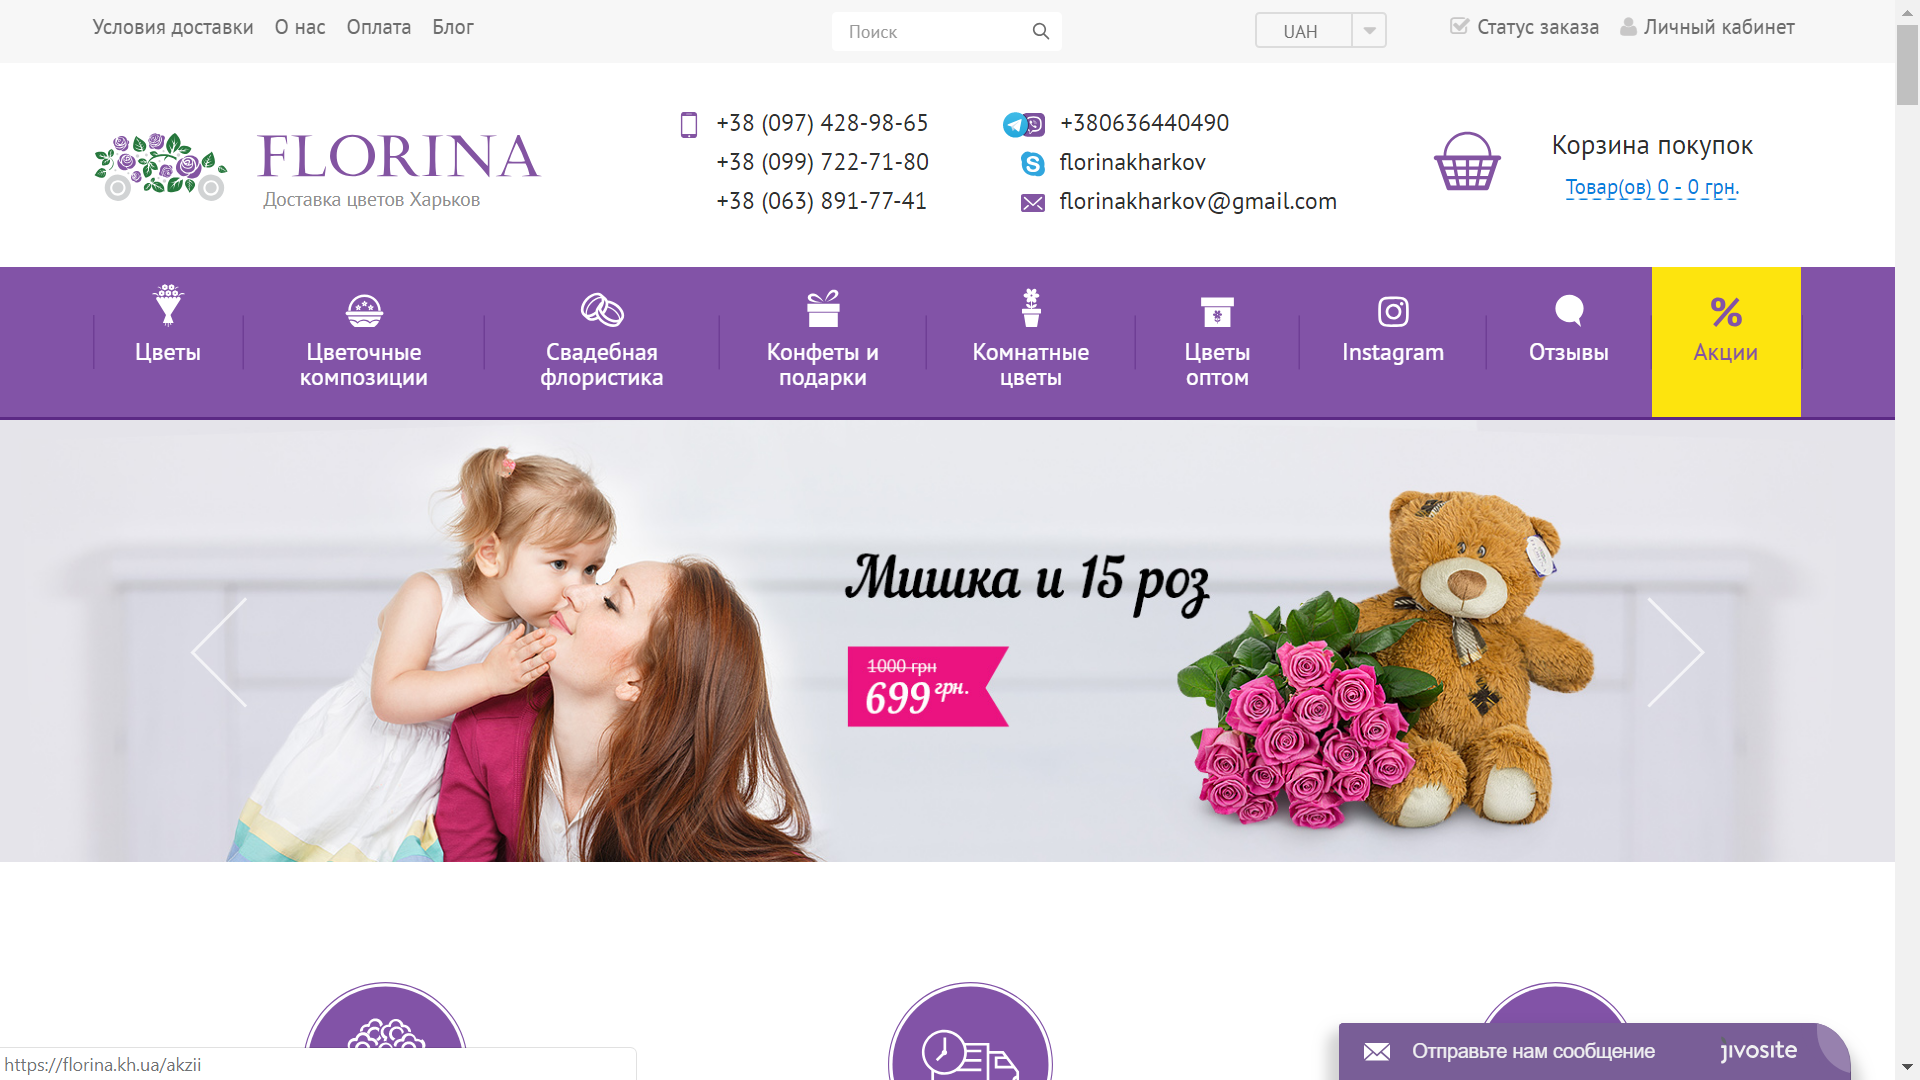 Условия доставки О нас Оплата Блог
Поиск
UAH
Статус заказа Личный кабинет
FLORINA
Доставка цветов Харьков
+38 (097) 428-98-65
+38 (099) 722-71-80
+38 (063) 891-77-41
+380636440490
florinakharkov
florinakharkov@gmail.com
Корзина покупок
Товар(ов) 0 - 0 грн.
Цветы
Цветочные
композиции
Свадебная
флористика
Конфеты и
подарки
Комнатные
цветы
Цветы
оптом
Instagram
Отзывы
%
Акции
Мишка и 15 роз
1000 грн
699 грн.
https://florina.kh.ua/akzii
Отправьте нам сообщение
jivosite